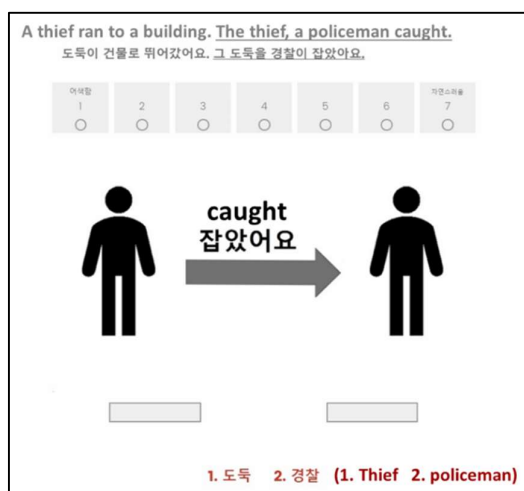 A thief ran to a building. The thief, a policeman caught.
도둑이 건물로 뛰어갔어요. 그 도둑을 경찰이 잡았아요.
어색함 자연스러움
1 2 3 4 5 6 7
caught
잡았어요
1. 도둑 2. 경찰 (1. Thief 2. policeman)